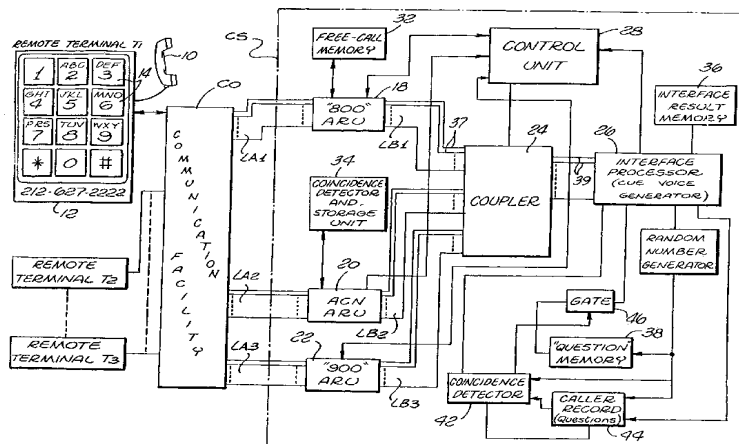 REMOTE TERMINAL T1
10
14
1
ABC
2
DEF
3
GHI
4
JKL
5
MNO
6
PRS
7
TUV
8
WXY
9
*
0
#
212-627-2222
12
REMOTE
TERMINAL T2
REMOTE
TERMINAL T3
CO
COMMUNICATION
FACILITY
CS
32
FREE-CALL
MEMORY
18
"800"
ARU
LA1
LB1
34
COINCIDENCE
DETECTOR
AND
STORAGE
UNIT
20
ACN
ARU
LA2
LB2
22
"900"
ARU
LA3
LB3
28
CONTROL
UNIT
37
24
COUPLER
39
36
INTERFACE
RESULT
MEMORY
26
INTERFACE
PROCESSOR
(CUE VOICE
GENERATOR)
RANDOM
NUMBER
GENERATOR
GATE
46
38
"QUESTION"
MEMORY
COINCIDENCE
DETECTOR
42
CALLER
RECORD
(Questions)
44